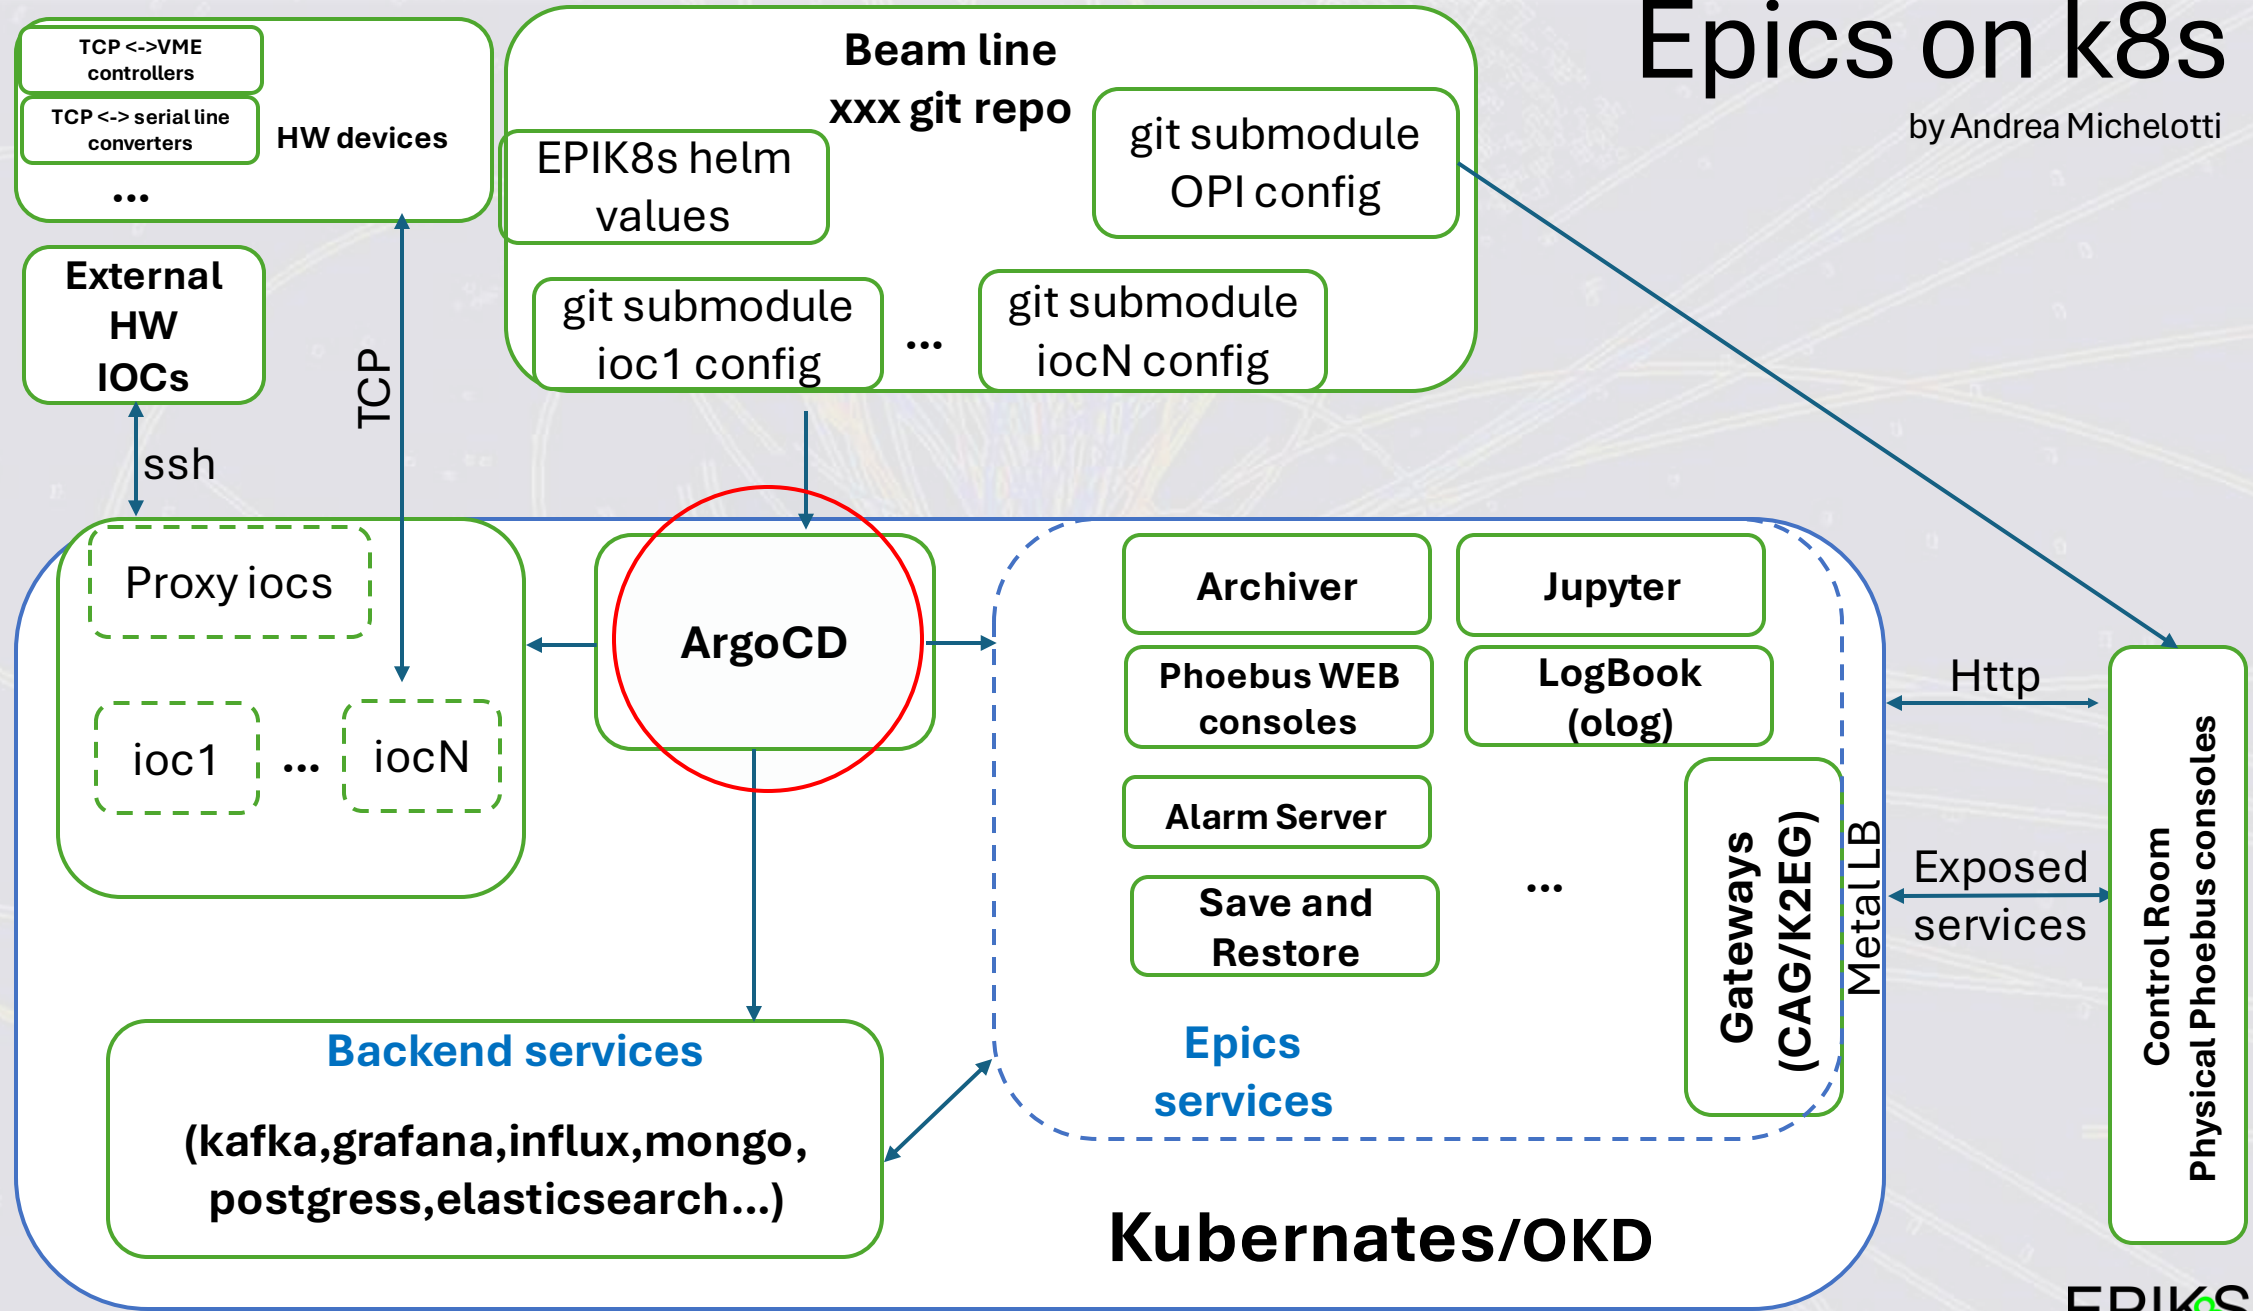 Epics on k8s
by Andrea Michelotti
TCP <->VME
controllers
TCP <-> serial line
converters
HW devices
...
Beam line
xxx git repo
EPIK8s helm
values
git submodule
OPI config
git submodule
ioc1 config
...
git submodule
iocN config
External
HW
IOCs
ssh
TCP
Proxy iocs
ioc1
...
iocN
ArgoCD
Archiver
Jupyter
Phoebus WEB
consoles
LogBook
(olog)
Alarm Server
Save and
Restore
...
Gateways
(CAG/K2EG)
Metal LB
Epics
services
Http
Exposed
services
Control Room
Physical Phoebus consoles
Backend services
(kafka,grafana,influx,mongo,
postgress,elasticsearch...)
Kubernates/OKD